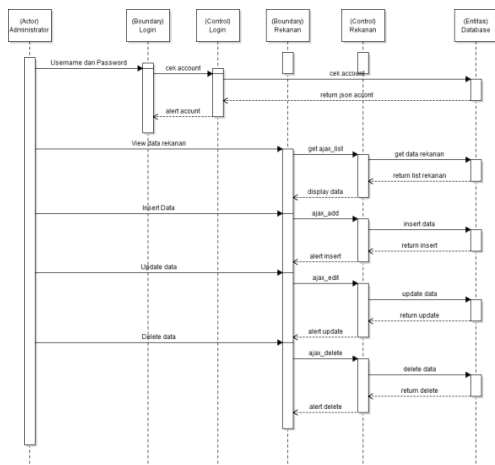 (Actor)
Administrator
(Boundary)
Login
(Control)
Login
(Boundary)
Rekanan
(Control)
Rekanan
(Entitas)
Database
Username dan Password
cek account
cek account
return json accont
alert acount
View data rekanan
get ajax_list
get data rekanan
return list rekanan
display data
Insert Data
ajax_add
insert data
return insert
alert insert
Update data
ajax_edit
update data
return update
alert update
Delete data
ajax_delete
delete data
return delete
alert delete